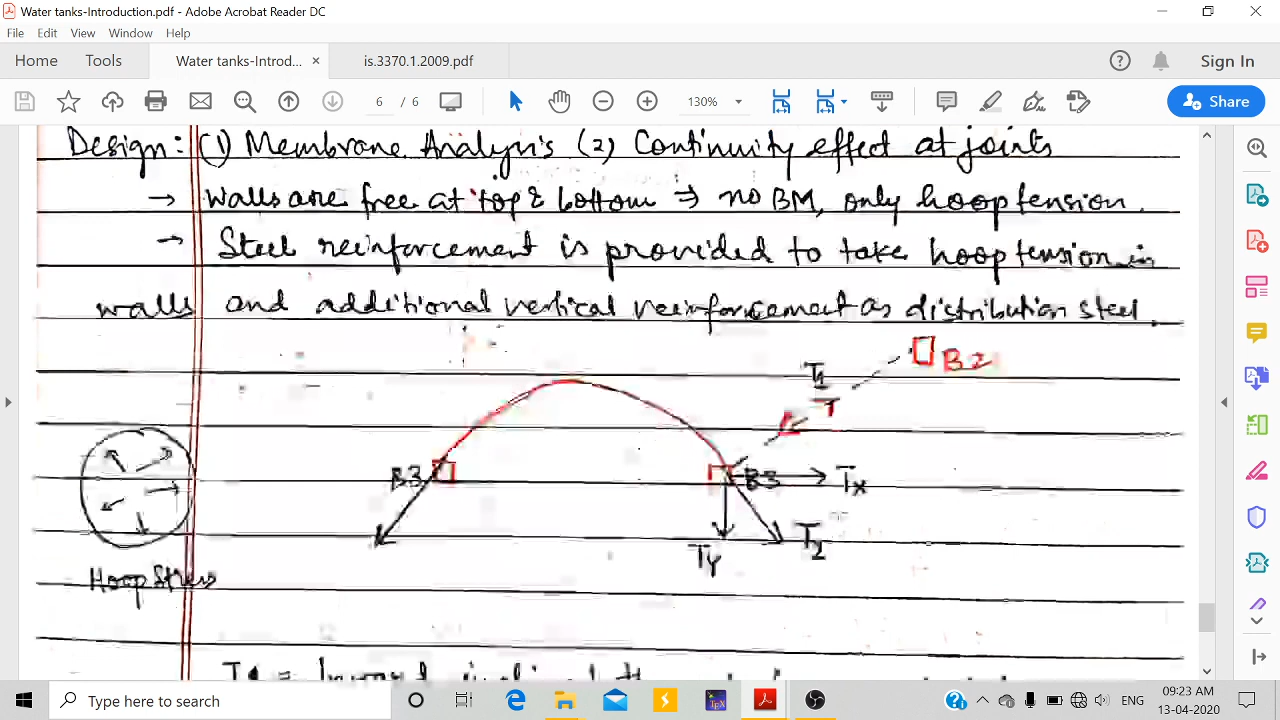 Water tanks-Introduction.pdf - Adobe Acrobat Reader DC
File Edit View Window Help
Home Tools Water tanks-Introd... × is.3370.1.2009.pdf Sign In
6 / 6 130% Share
Design: (1) Membrane Analysis (2) Continuity effect at joints
→ Walls are free at top & bottom ⇒ no BM, only hoop tension.
→ Steel reinforcement is provided to take hoop tension in
walls and additional vertical reinforcement as distribution steel.
B2
T1
T
B3 B3 Tx
Ty T2
Hoop Stress
Type here to search
ENG 09:23 AM
13-04-2020